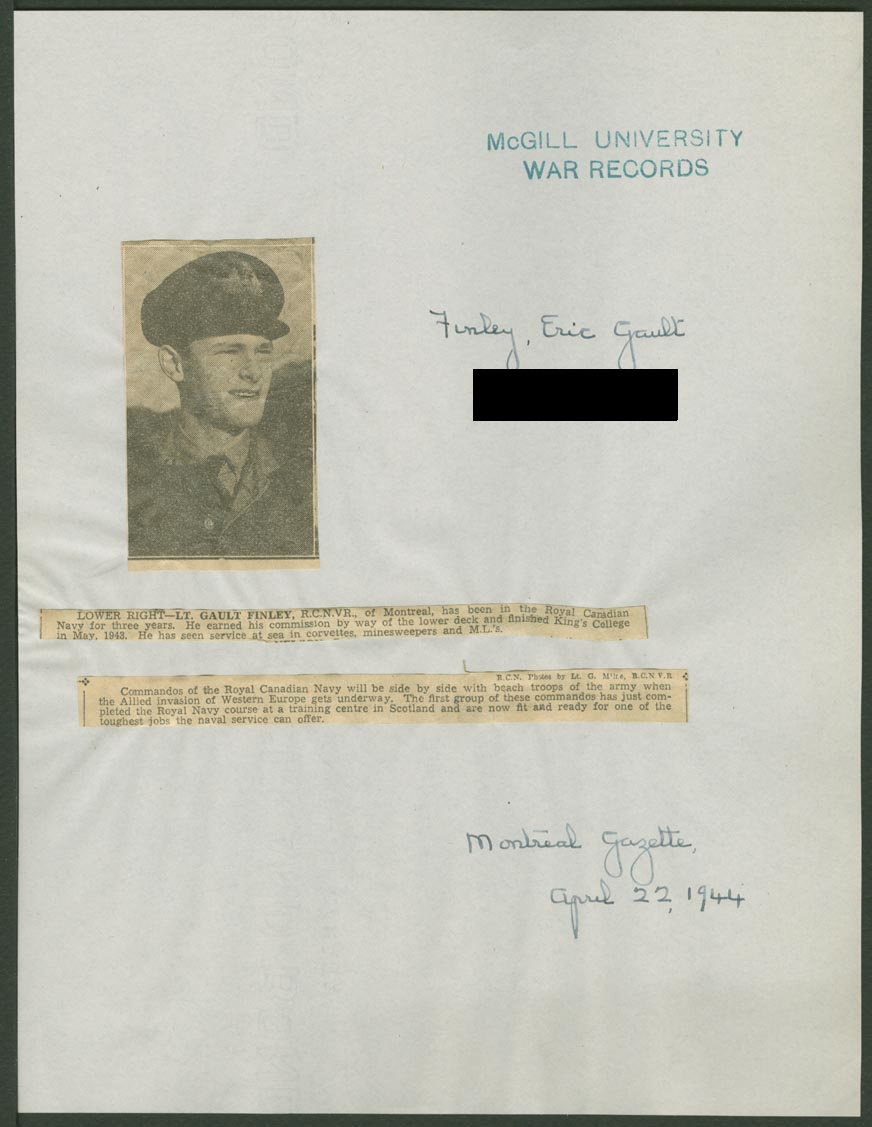 McGILL UNIVERSITY
WAR RECORDS
Finley, Eric Gault
LOWER RIGHT—LT. GAULT FINLEY, R.C.N.VR., of Montreal, has been in the Royal Canadian
Navy for three years. He earned his commission by way of the lower deck and finished King's College
in May, 1943. He has seen service at sea in corvettes, minesweepers and M.L.'s.
R.C.N. Photos by Lt. G. R.C.N.V.R
Commandos of the Royal Canadian Navy will be side by side with beach troops of the army when
the Allied invasion of Western Europe gets underway. The first group of these commandos has just com-
pleted the Royal Navy course at a training centre in Scotland and are now fit and ready for one of the
toughest jobs the naval service can offer.
Montreal Gazette,
April 22, 1944